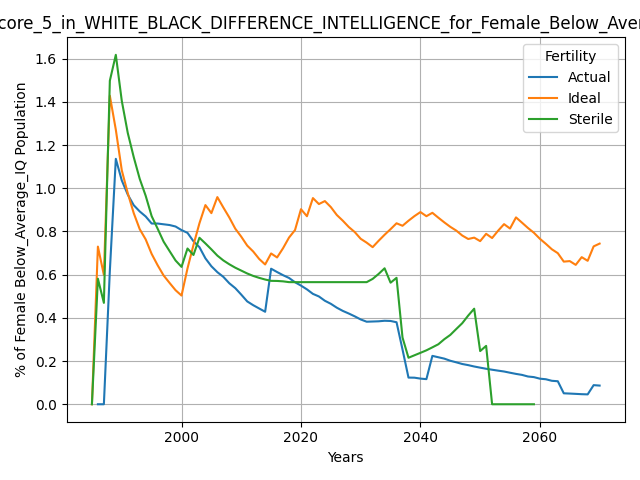 core_5_in_WHITE_BLACK_DIFFERENCE_INTELLIGENCE_for_Female_Below_Aver
Fertility
Actual
Ideal
Sterile
% of Female Below_Average_IQ Population
1.6
1.4
1.2
1.0
0.8
0.6
0.4
0.2
0.0
2000
2020
2040
2060
Years